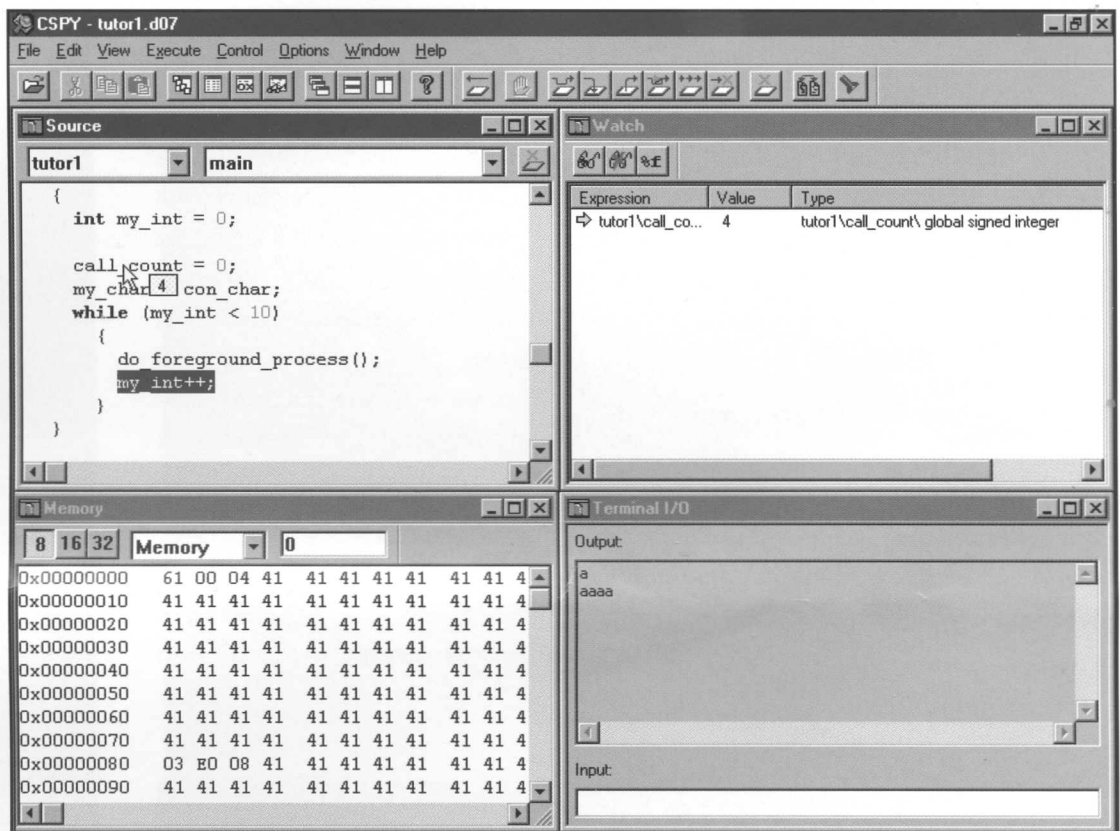 CSPY - tutor1.d07
File Edit View Execute Control Options Window Help
Source
tutor1 main
{
int my_int = 0;
call_count = 0;
my_char 4 con_char;
while (my_int < 10)
{
do_foreground_process();
my_int++;
}
}
Watch
Expression Value Type
tutor1\call_co... 4 tutor1\call_count\ global signed integer
Memory
8 16 32 Memory 0
0x00000000 61 00 04 41 41 41 41 41 41 41 4
0x00000010 41 41 41 41 41 41 41 41 41 41 4
0x00000020 41 41 41 41 41 41 41 41 41 41 4
0x00000030 41 41 41 41 41 41 41 41 41 41 4
0x00000040 41 41 41 41 41 41 41 41 41 41 4
0x00000050 41 41 41 41 41 41 41 41 41 41 4
0x00000060 41 41 41 41 41 41 41 41 41 41 4
0x00000070 41 41 41 41 41 41 41 41 41 41 4
0x00000080 03 E0 08 41 41 41 41 41 41 41 4
0x00000090 41 41 41 41 41 41 41 41 41 41 4
Terminal I/O
Output:
a
aaaa
Input: